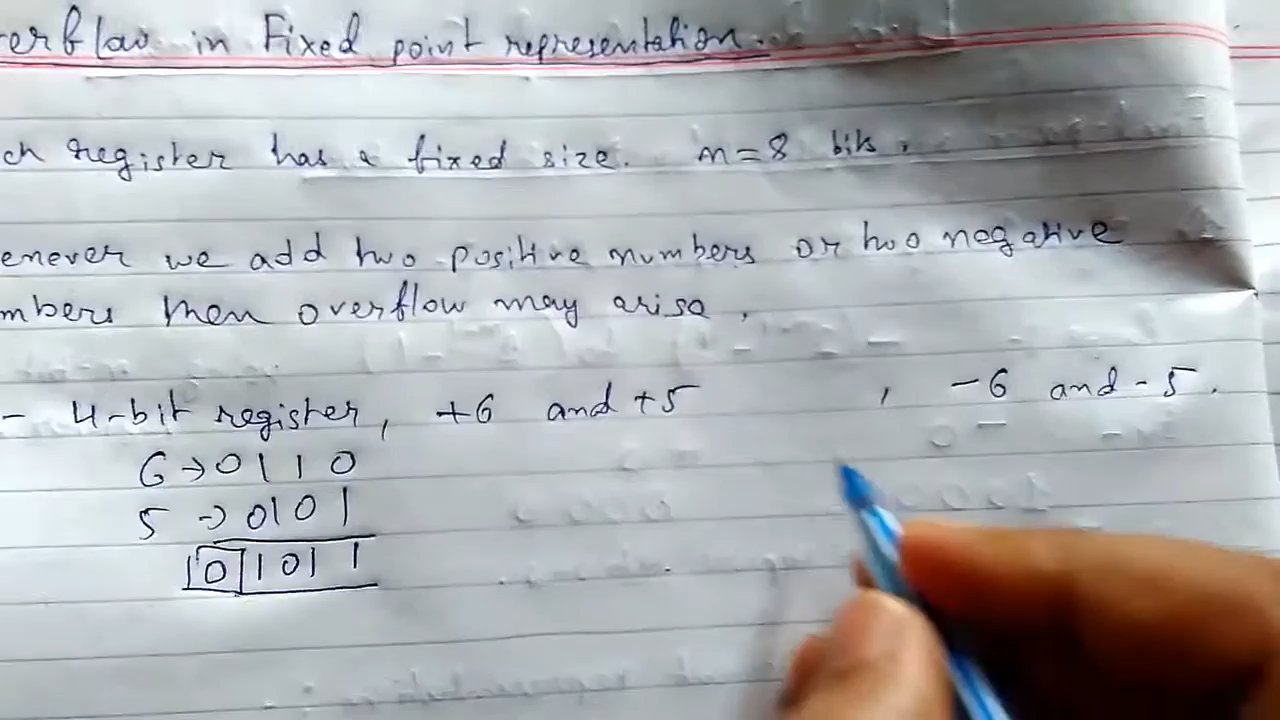 erflow in Fixed point representation.
ch register has a fixed size. n=8 bits.
enever we add two positive numbers or two negative
mbers then overflow may arise.
- 4-bit register, +6 and +5 , -6 and -5.
6 → 0 1 1 0
5 → 0 1 0 1
0 1 0 1 1